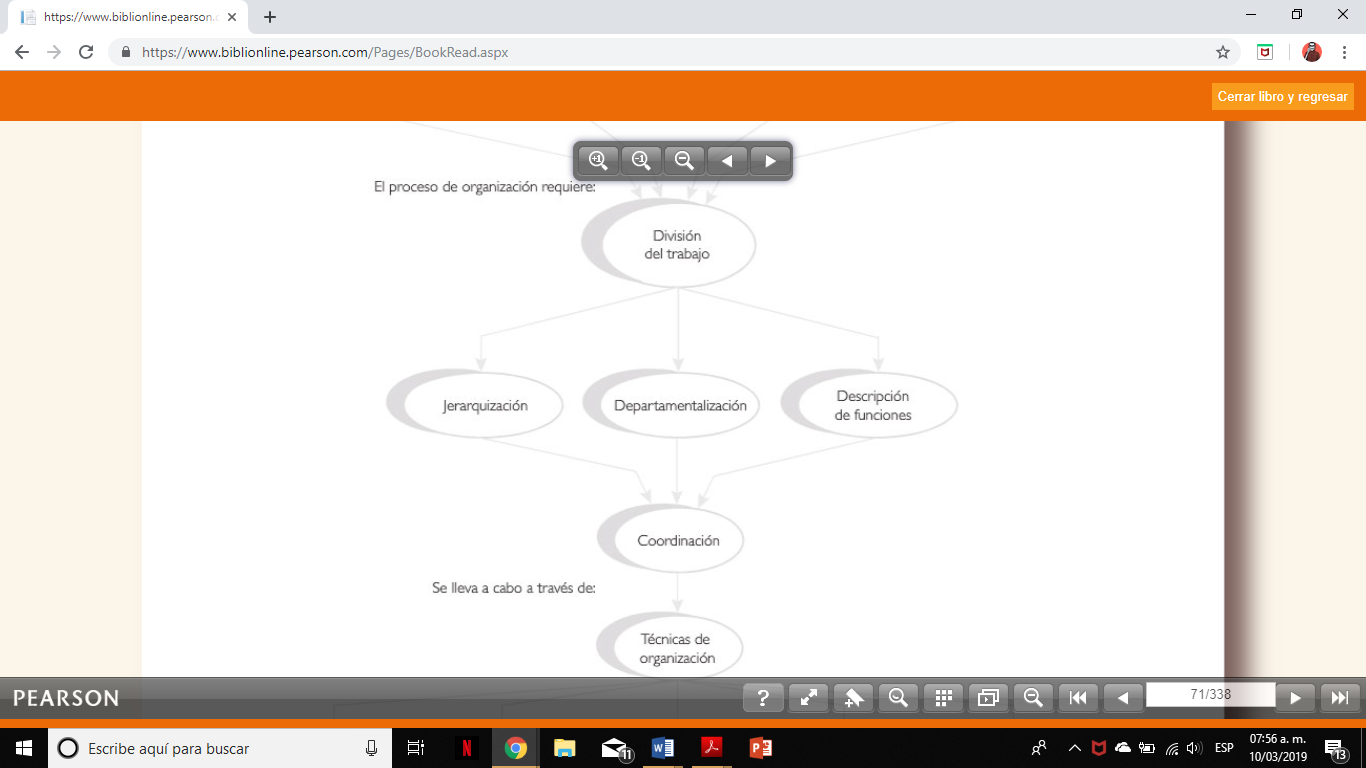 https://www.biblionline.pearson.c
https://www.biblionline.pearson.com/Pages/BookRead.aspx
Cerrar libro y regresar
+1
-1
El proceso de organización requiere:
División
del trabajo
Jerarquización
Departamentalización
Descripción
de funciones
Coordinación
Se lleva a cabo a través de:
Técnicas de
organización
PEARSON
?
71/338
Escribe aquí para buscar
N
11
ESP
07:56 a. m.
10/03/2019
13